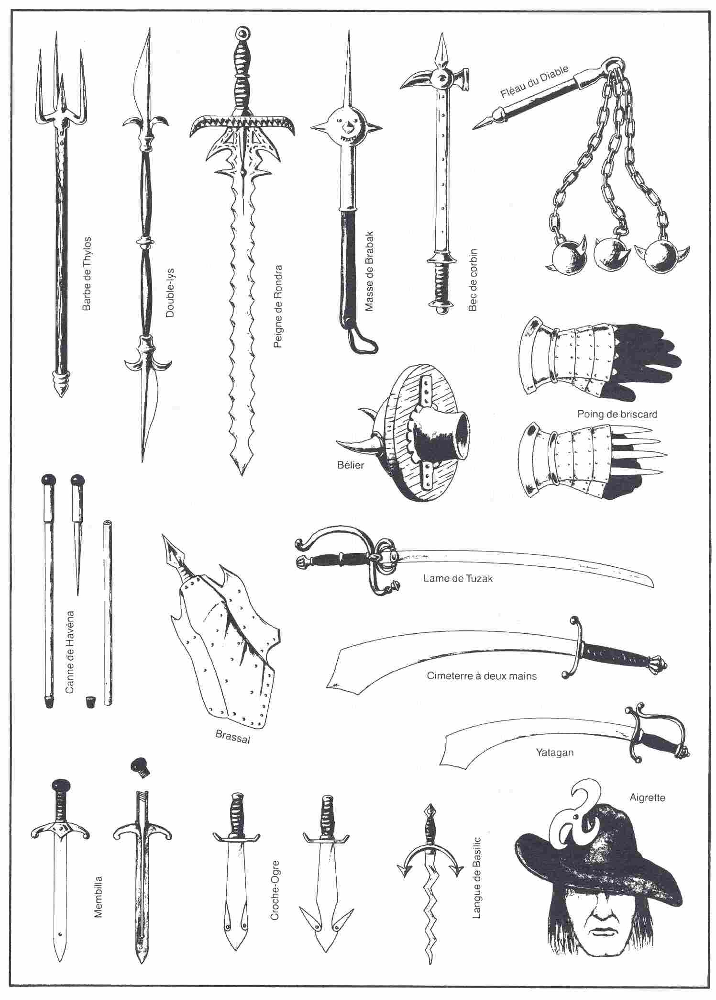 Barbe de Thylos
Double-lys
Peigne de Rondra
Masse de Brabak
Bec de corbin
Fléau du Diable
Poing de briscard
Bélier
Canne de Havéna
Brassal
Lame de Tuzak
Cimeterre à deux mains
Yatagan
Membilla
Croche-Ogre
Langue de Basilic
Aigrette